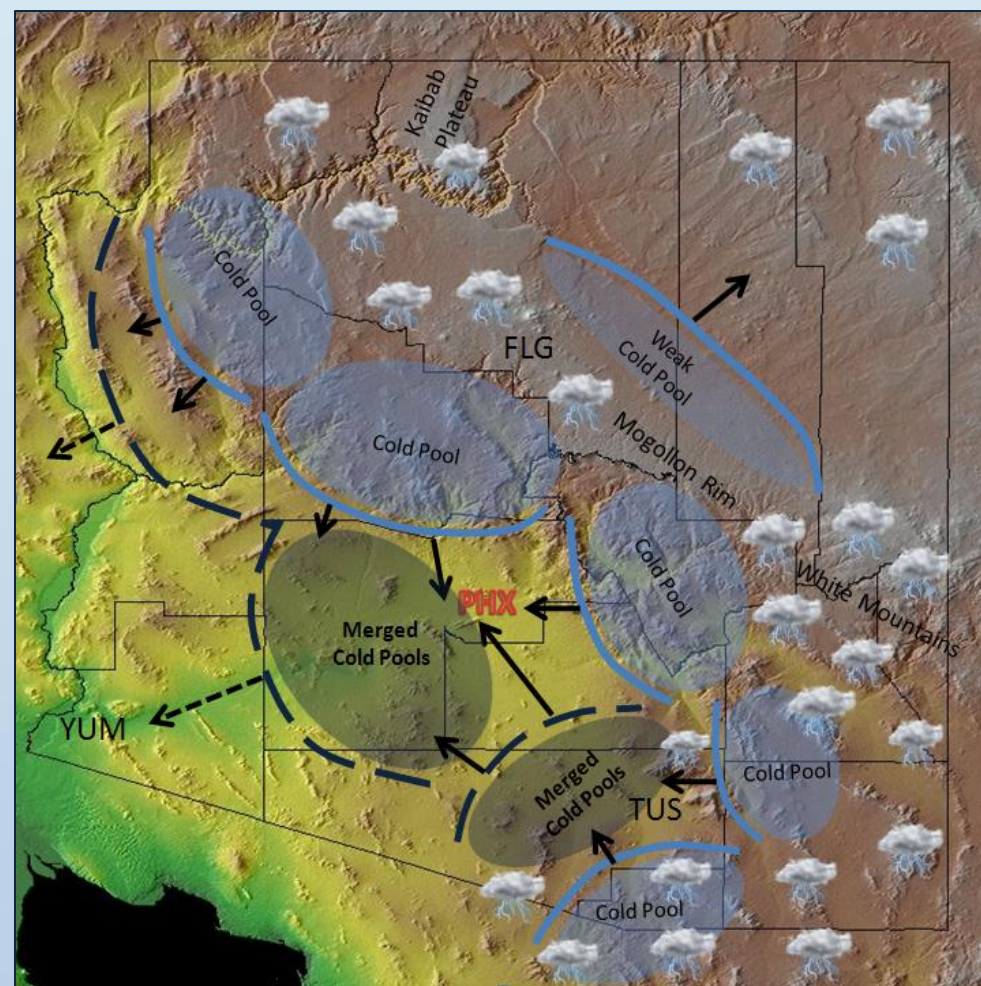 Kaibab
Plateau
Cold Pool
Weak
Cold Pool
FLG
Cold Pool
Mogollon Rim
Cold Pool
White Mountains
PHX
Merged
Cold Pools
YUM
Merged
Cold Pools
TUS
Cold Pool
Cold Pool